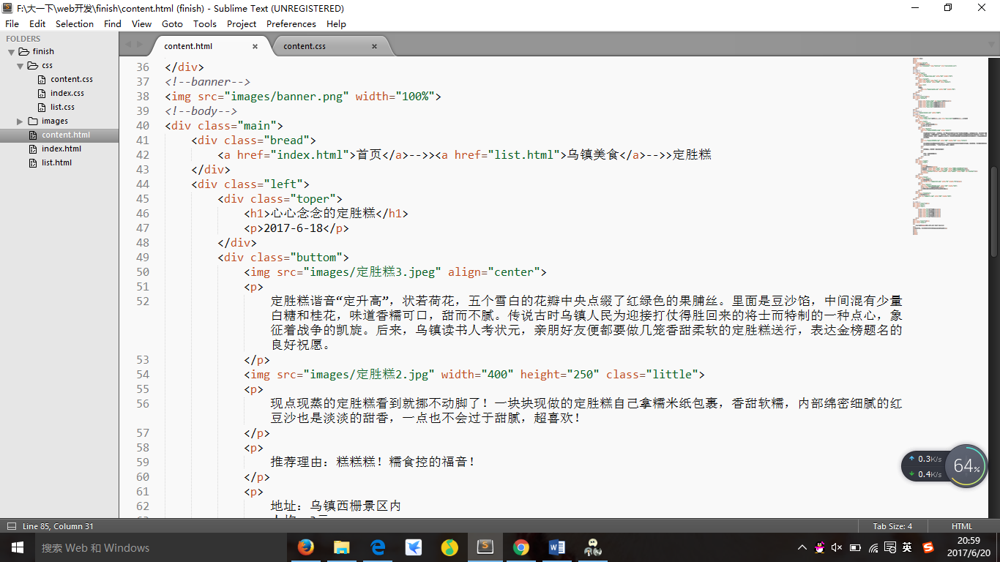 F:\大一下\web开发\finish\content.html (finish) - Sublime Text (UNREGISTERED)
File Edit Selection Find View Goto Tools Project Preferences Help
FOLDERS
finish
css
content.css
index.css
list.css
images
content.html
index.html
list.html
content.html
content.css
36 </div>
37 <!--banner-->
38 <img src="images/banner.png" width="100%">
39 <!--body-->
40 <div class="main">
41 <div class="bread">
42 <a href="index.html">首页</a>-->><a href="list.html">乌镇美食</a>-->>定胜糕
43 </div>
44 <div class="left">
45 <div class="toper">
46 <h1>心心念念的定胜糕</h1>
47 <p>2017-6-18</p>
48 </div>
49 <div class="buttom">
50 <img src="images/定胜糕3.jpeg" align="center">
51 <p>
52 定胜糕谐音“定升高”，状若荷花，五个雪白的花瓣中央点缀了红绿色的果脯丝。里面是豆沙馅，中间混有少量
白糖和桂花，味道香糯可口，甜而不腻。传说古时乌镇人民为迎接打仗得胜回来的将士而特制的一种点心，象
征着战争的凯旋。后来，乌镇读书人考状元，亲朋好友便都要做几笼香甜柔软的定胜糕送行，表达金榜题名的
良好祝愿。
53 </p>
54 <img src="images/定胜糕2.jpg" width="400" height="250" class="little">
55 <p>
56 现点现蒸的定胜糕看到就挪不动脚了！一块块现做的定胜糕自己拿糯米纸包裹，香甜软糯，内部绵密细腻的红
豆沙也是淡淡的甜香，一点也不会过于甜腻，超喜欢！
57 </p>
58 <p>
59 推荐理由：糕糕糕！糯食控的福音！
60 </p>
61 <p>
62 地址：乌镇西栅景区内
0.3K/s
0.4K/s
64%
Line 85, Column 31
Tab Size: 4
HTML
搜索 Web 和 Windows
英
20:59
2017/6/20